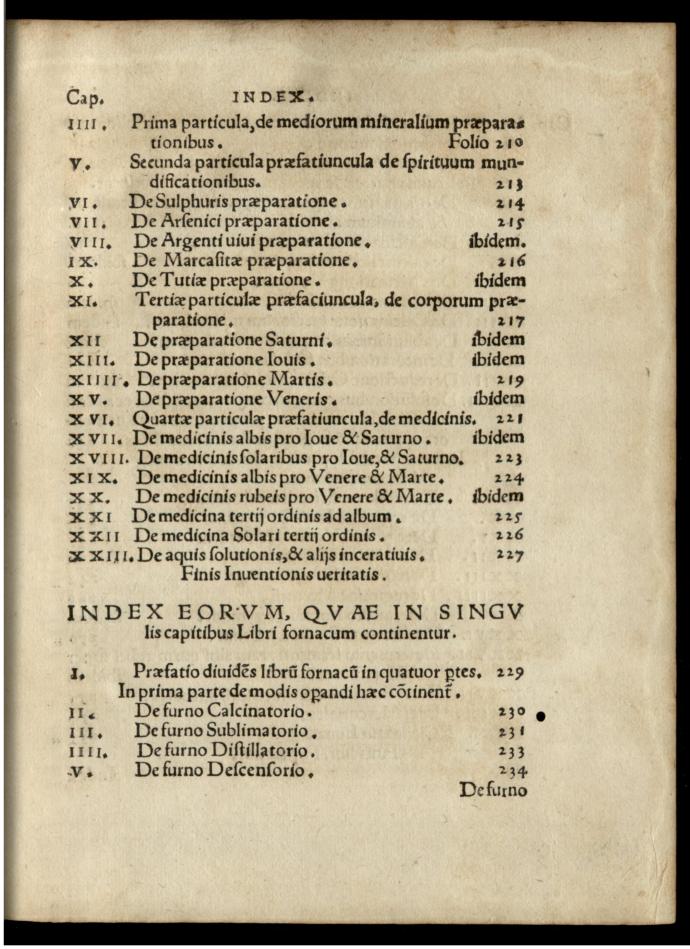 Cap. INDEX.
IIII. Prima particula, de mediorum mineralium præpara-
tionibus. Folio 210
V. Secunda particula præfatiuncula de ſpirituum mun-
dificationibus. 213
VI. De Sulphuris præparatione. 214
VII. De Arſenici præparatione. 215
VIII. De Argenti uiui præparatione. ibidem.
IX. De Marcaſitæ præparatione. 216
X. De Tutiæ præparatione. ibidem
XI. Tertiæ particulæ præfaciuncula, de corporum præ-
paratione. 217
XII De præparatione Saturni. ibidem
XIII. De præparatione Iouis. ibidem
XIIII. De præparatione Martis. 219
XV. De præparatione Veneris. ibidem
XVI. Quartæ particulæ præfatiuncula, de medicinis. 221
XVII. De medicinis albis pro Ioue & Saturno. ibidem
XVIII. De medicinis ſolaribus pro Ioue, & Saturno. 223
XIX. De medicinis albis pro Venere & Marte. 224
XX. De medicinis rubeis pro Venere & Marte. ibidem
XXI De medicina tertij ordinis ad album. 225
XXII De medicina Solari tertij ordinis. 226
XXIII. De aquis ſolutionis, & alijs inceratiuis. 227
Finis Inuentionis ueritatis.
INDEX EORVM, QVAE IN SINGV
lis capitibus Libri fornacum continentur.
I. Præfatio diuidẽs librũ fornacũ in quatuor ꝑtes. 229
In prima parte de modis oꝑandi hæc cõtinent̃.
II. De furno Calcinatorio. 230
III. De furno Sublimatorio. 231
IIII. De furno Diſtillatorio. 233
V. De furno Deſcenſorio. 234
De furno